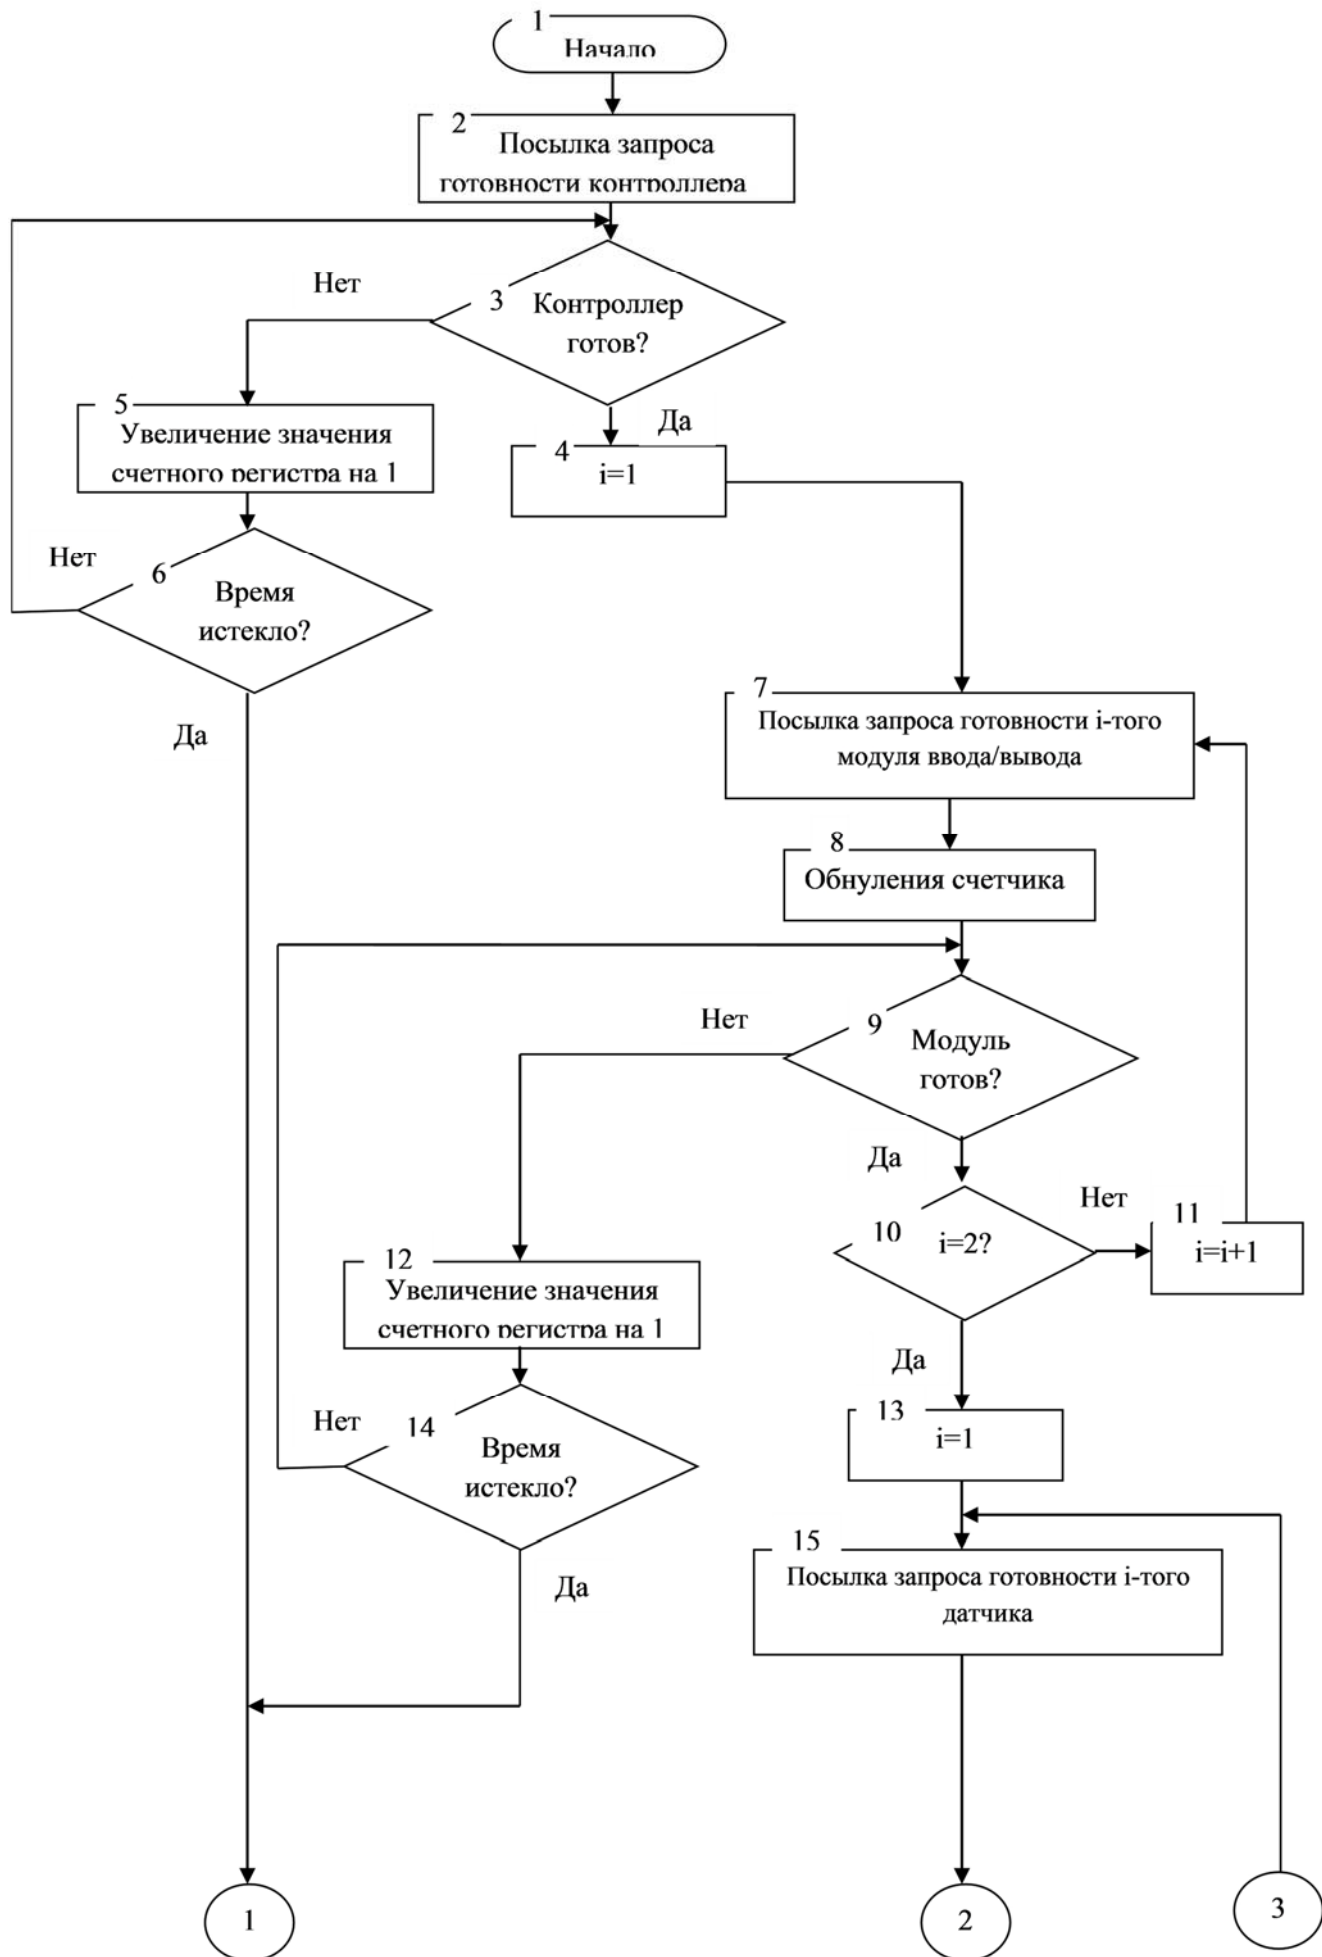 1
Начало
2
Посылка запроса
готовности контроллера
Нет
3
Контроллер
готов?
5
Увеличение значения
счетного регистра на 1
Да
4
i=1
Нет
6
Время
истекло?
Да
7
Посылка запроса готовности i-того
модуля ввода/вывода
8
Обнуления счетчика
Нет
9
Модуль
готов?
Да
10
i=2?
Нет
11
i=i+1
12
Увеличение значения
счетного регистра на 1
Да
13
i=1
Нет
14
Время
истекло?
Да
15
Посылка запроса готовности i-того
датчика
1
2
3